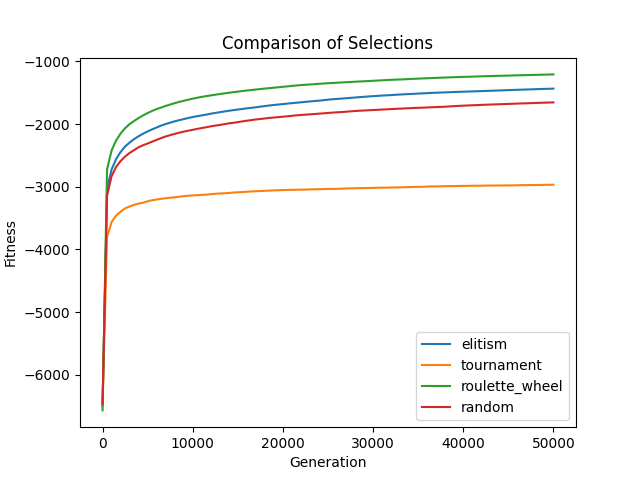 Comparison of Selections
Fitness
−1000
−2000
−3000
−4000
−5000
−6000
elitism
tournament
roulette_wheel
random
0 10000 20000 30000 40000 50000
Generation